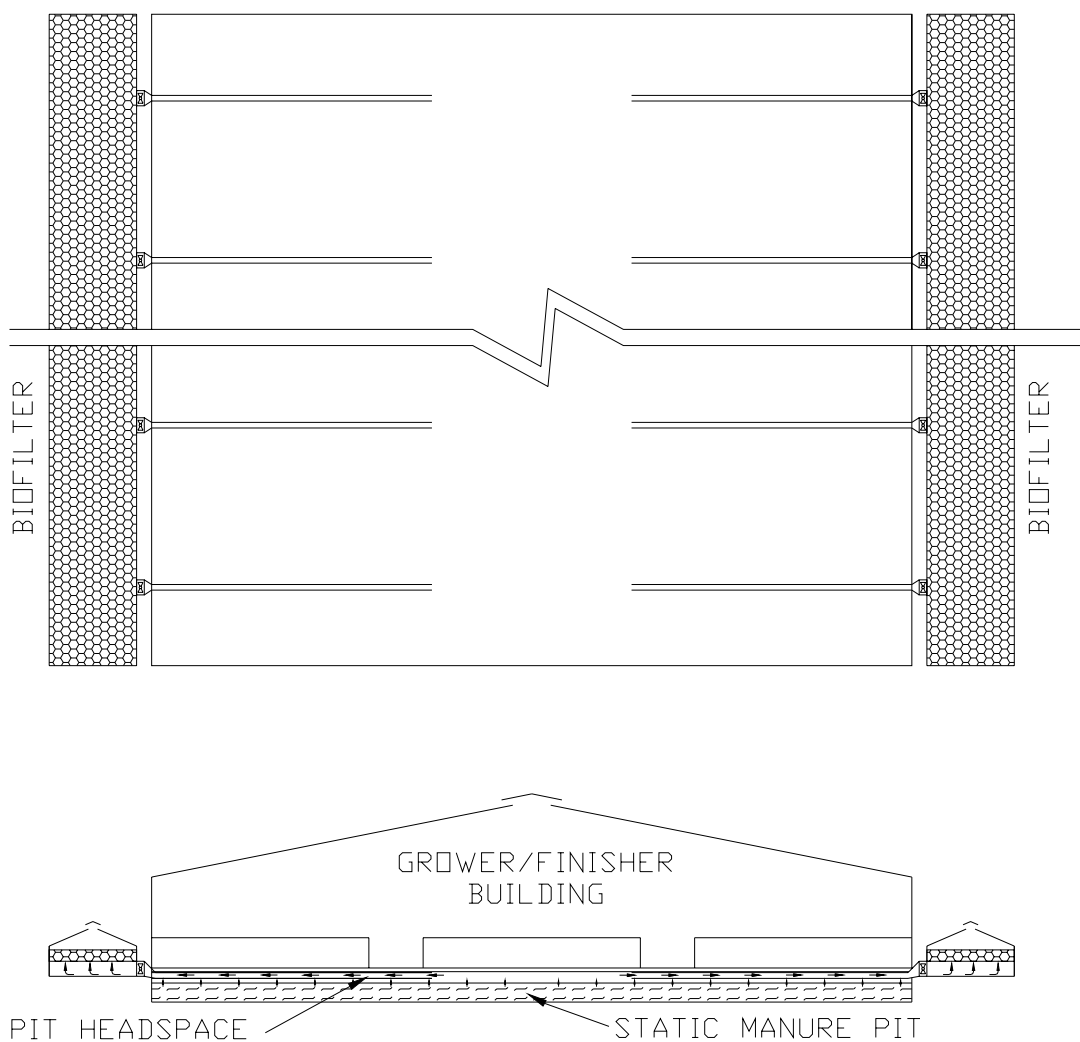 BIOFILTER
BIOFILTER
GROWER/FINISHER
BUILDING
PIT HEADSPACE
STATIC MANURE PIT